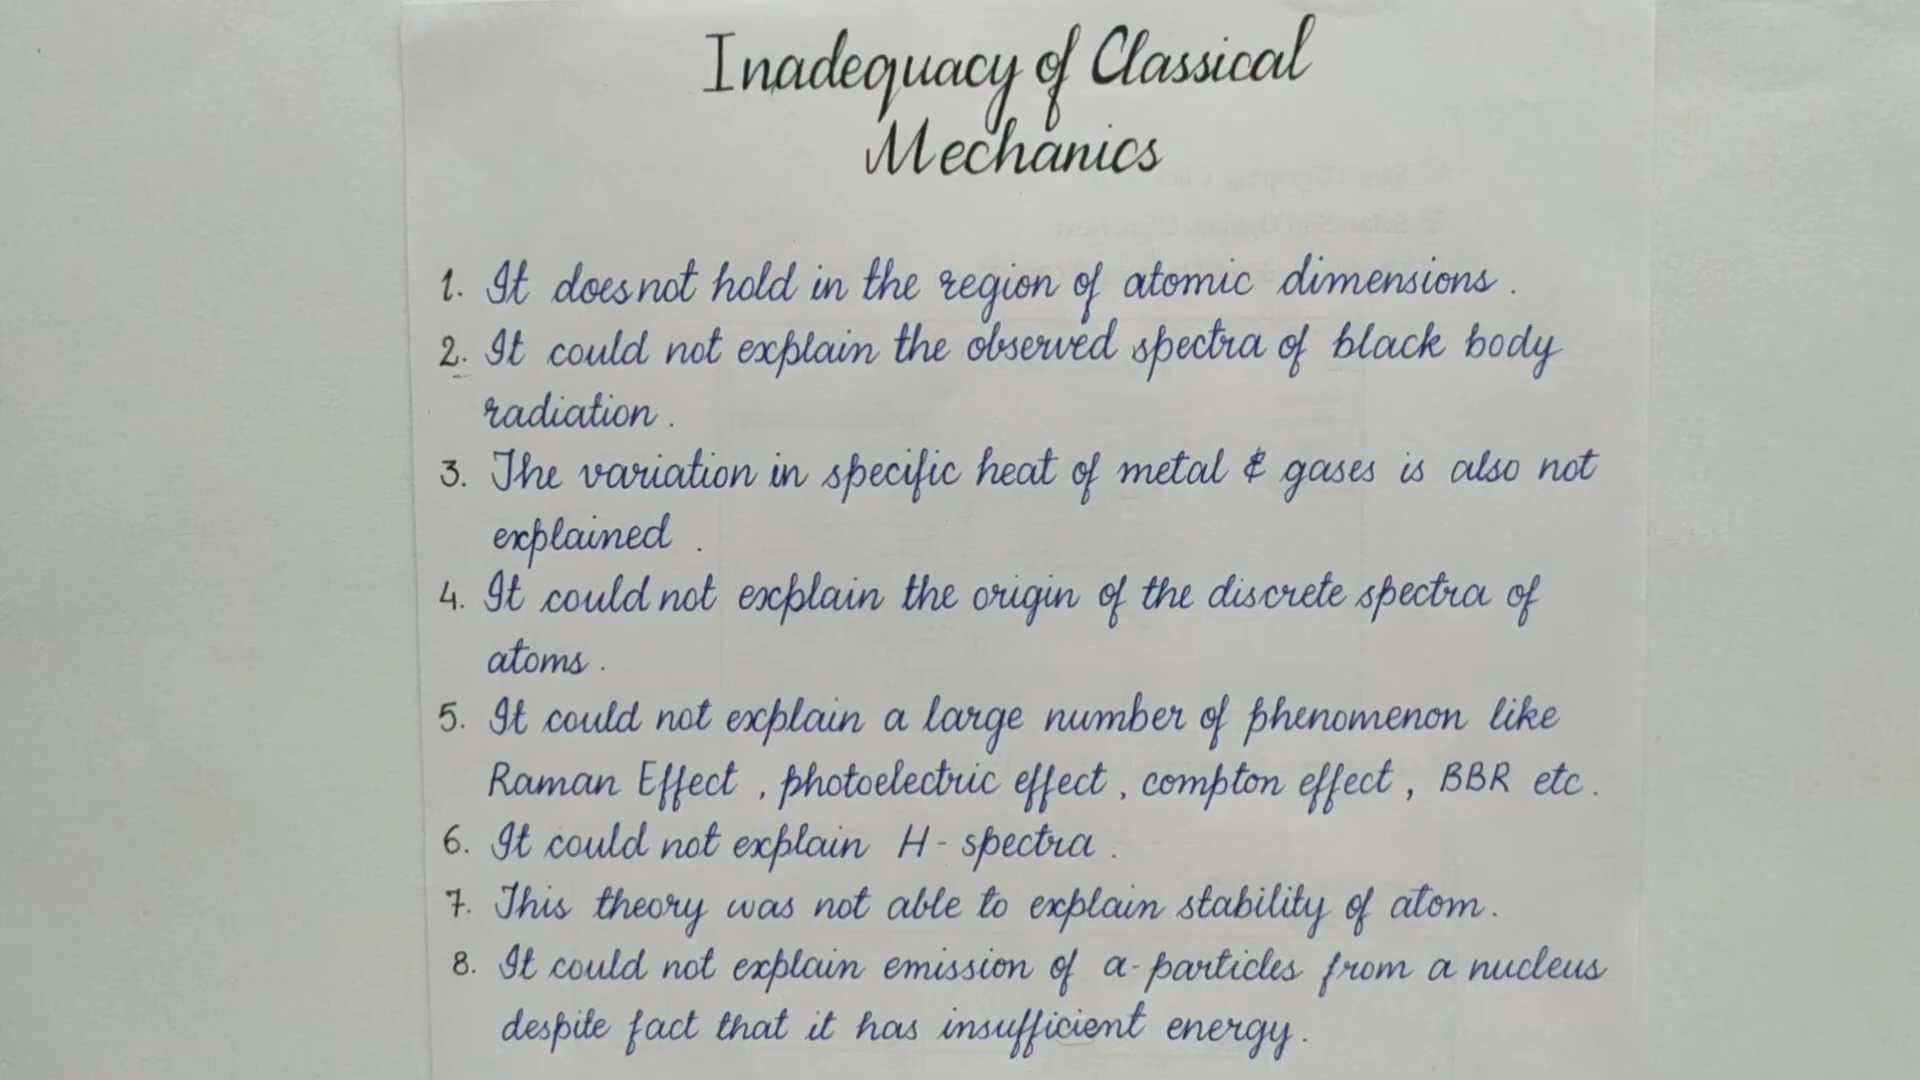 Inadequacy of Classical
Mechanics
1. It does not hold in the region of atomic dimensions.
2. It could not explain the observed spectra of black body
radiation.
3. The variation in specific heat of metal & gases is also not
explained.
4. It could not explain the origin of the discrete spectra of
atoms.
5. It could not explain a large number of phenomenon like
Raman Effect, photoelectric effect, compton effect, BBR etc.
6. It could not explain H-spectra.
7. This theory was not able to explain stability of atom.
8. It could not explain emission of α-particles from a nucleus
despite fact that it has insufficient energy.